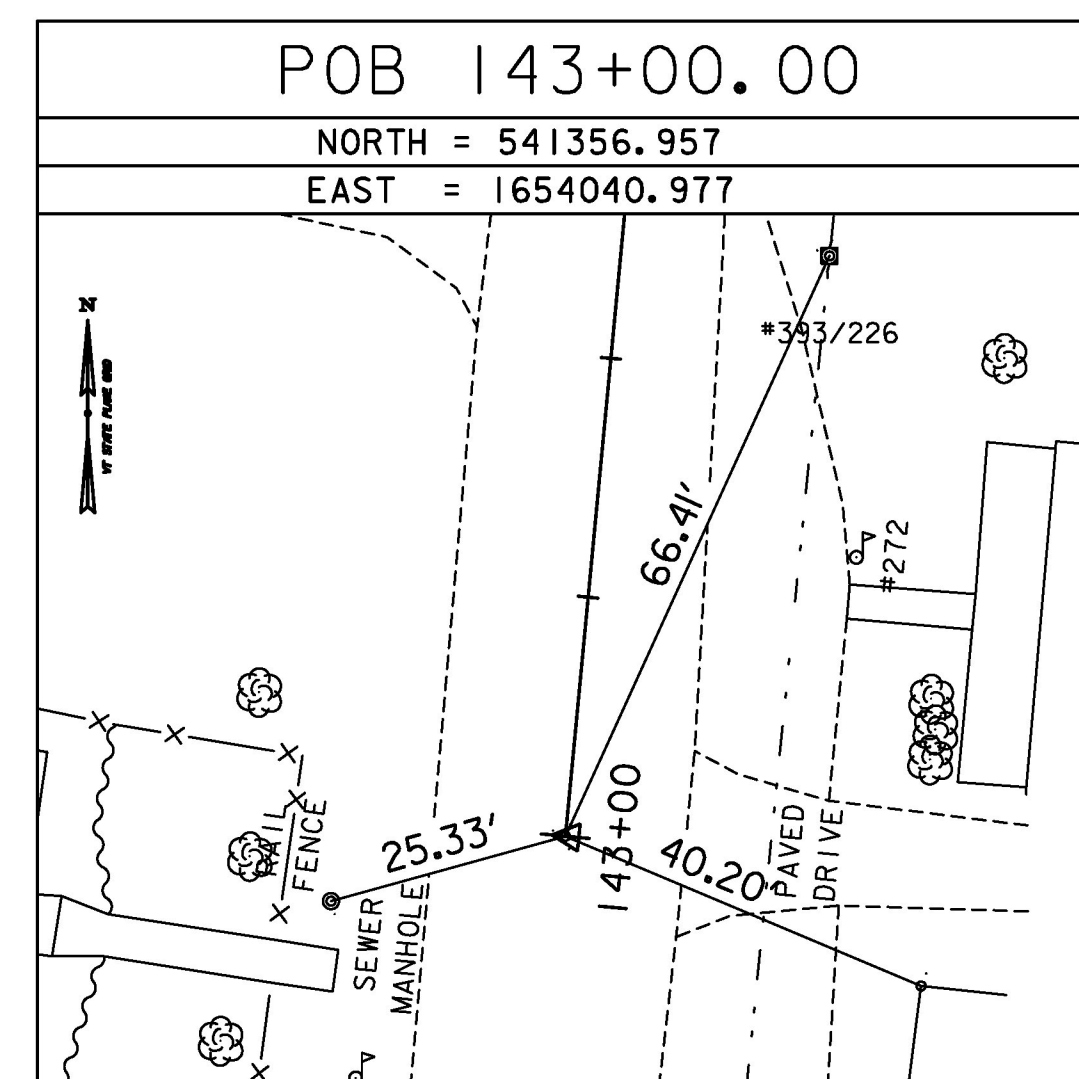 POB 143+00.00
NORTH = 541356.957
EAST = 1654040.977
N
VT STATE PLANE GRID
#393/226
66.41'
#272
143+00
25.33'
40.20'
RAIL
FENCE
PAVED
DRIVE
SEWER
MANHOLE